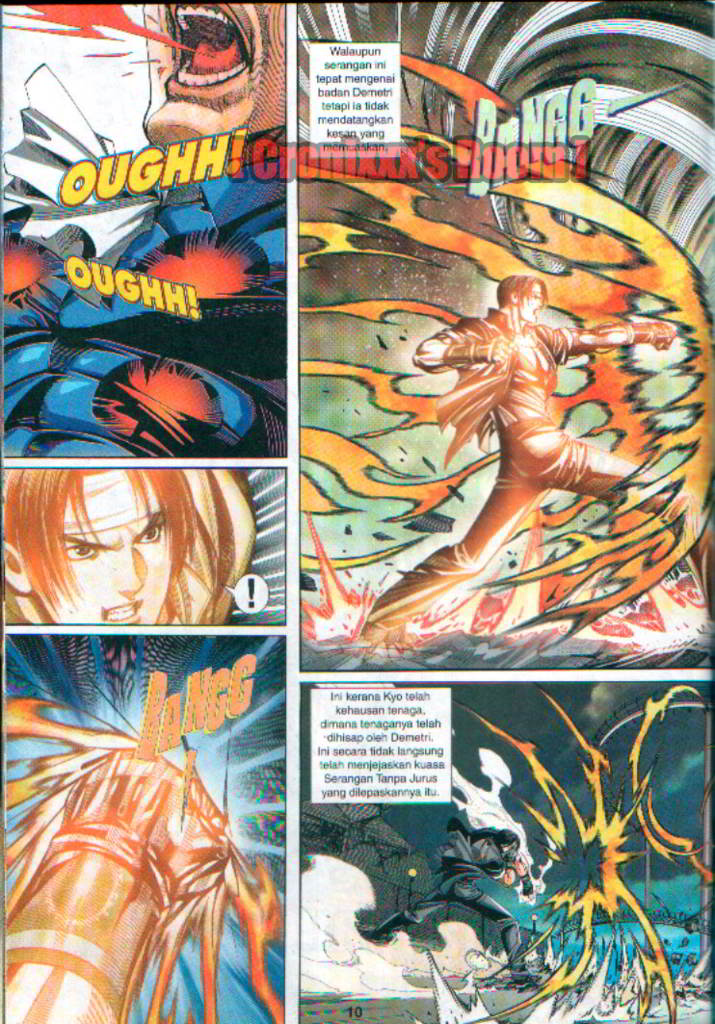 OUGHH!
OUGHH!
!
BANGG
!
Walaupun
serangan ini
tepat mengenai
badan Demetri
tetapi ia tidak
mendatangkan
kesan yang
memuaskan.
[Cromixxx's Room]
BANGG
Ini kerana Kyo telah
kehausan tenaga,
dimana tenaganya telah
dihisap oleh Demetri.
Ini secara tidak langsung
telah menjejaskan kuasa
Serangan Tanpa Jurus
yang dilepaskannya itu.
10